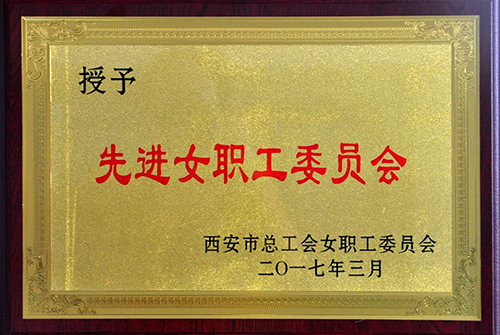 授予
先进女职工委员会
西安市总工会女职工委员会
二〇一七年三月